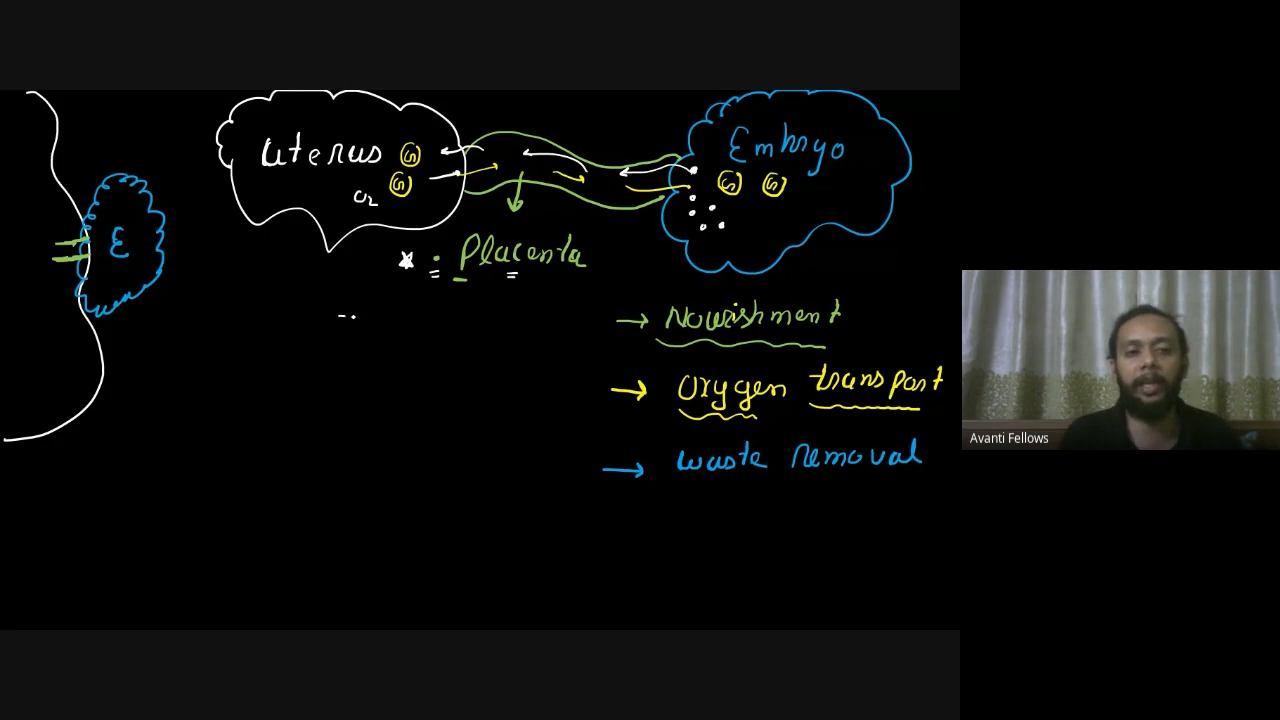 Uterus G
G
O2
Embryo
G G
E
* : Placenta
→ Nourishment
→ Oxygen transport
→ waste removal
Avanti Fellows